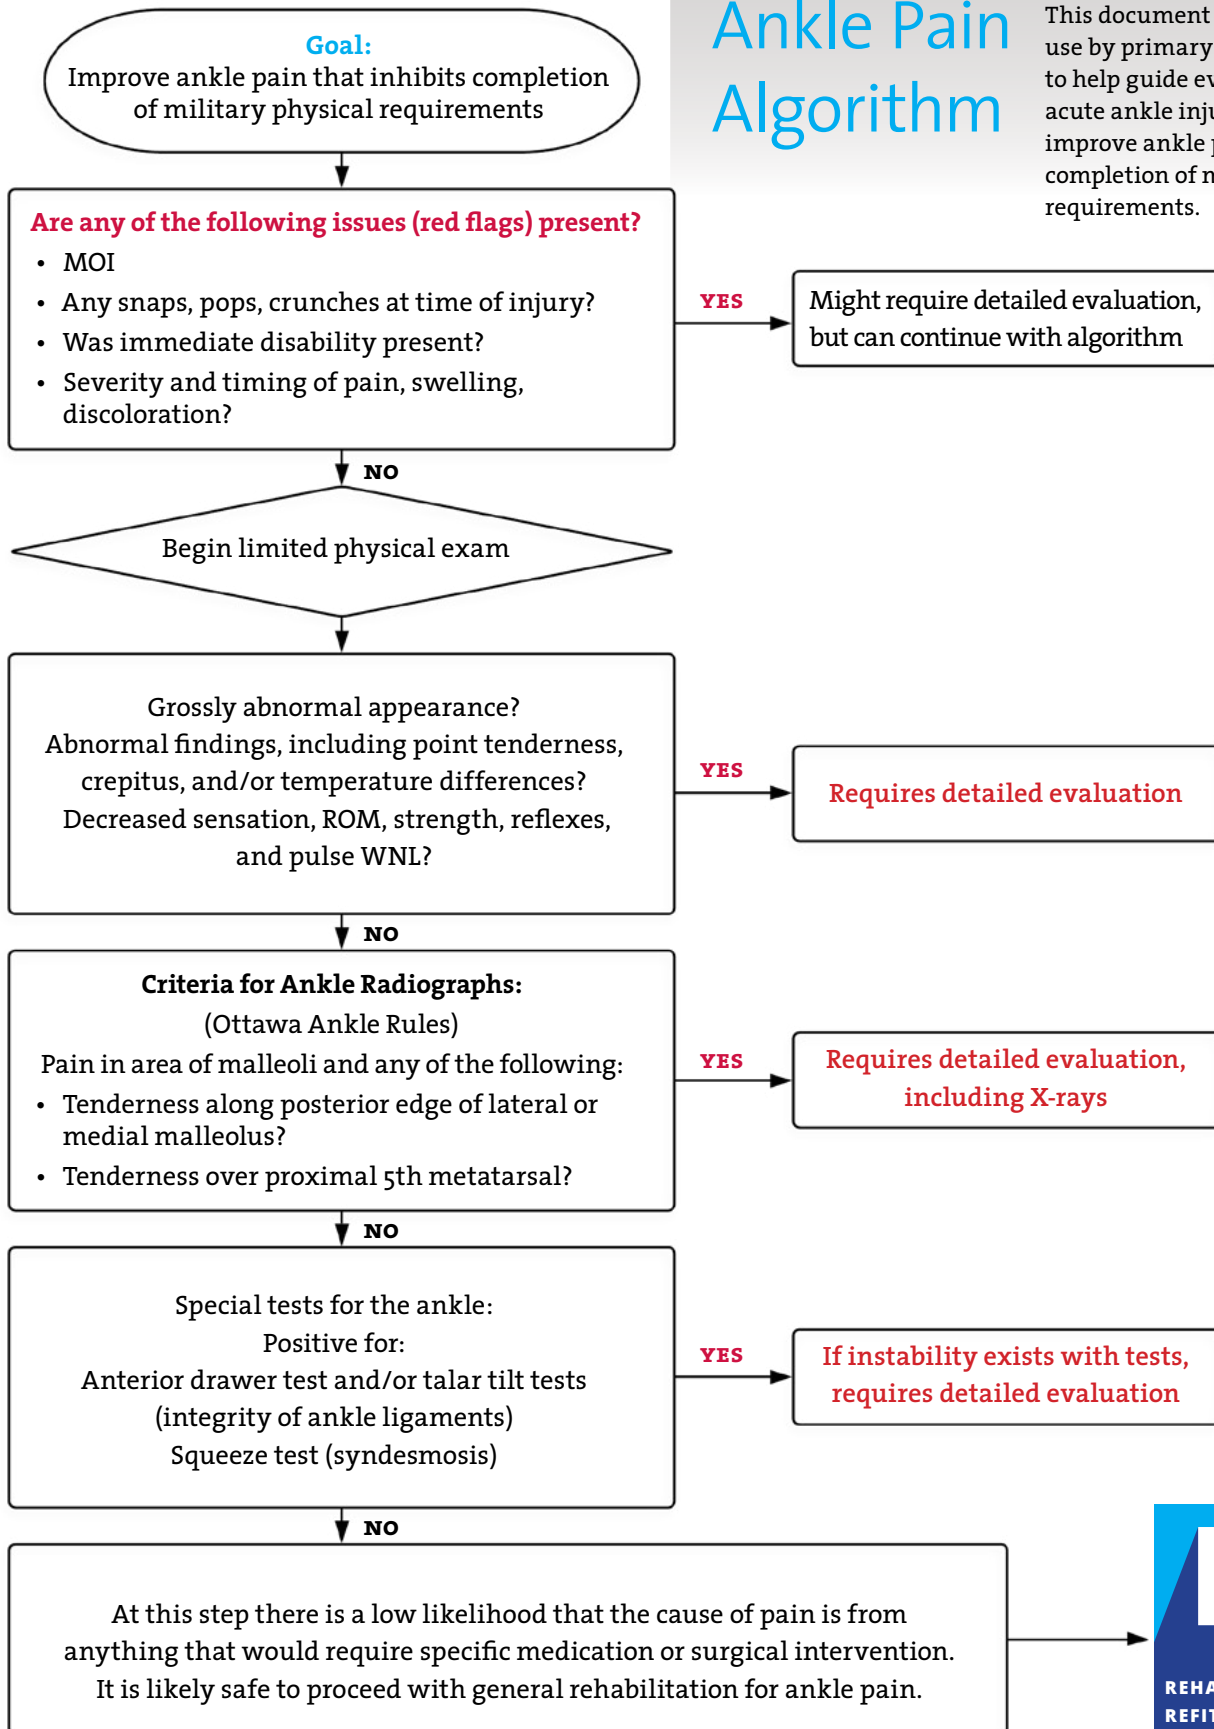 Goal:
Improve ankle pain that inhibits completion
of military physical requirements
Ankle Pain
Algorithm
This document
use by primary
to help guide ev
acute ankle inju
improve ankle p
completion of
requirements.
Are any of the following issues (red flags) present?
• MOI
• Any snaps, pops, crunches at time of injury?
• Was immediate disability present?
• Severity and timing of pain, swelling,
discoloration?
YES
Might require detailed evaluation,
but can continue with algorithm
NO
Begin limited physical exam
Grossly abnormal appearance?
Abnormal findings, including point tenderness,
crepitus, and/or temperature differences?
Decreased sensation, ROM, strength, reflexes,
and pulse WNL?
YES
Requires detailed evaluation
NO
Criteria for Ankle Radiographs:
(Ottawa Ankle Rules)
Pain in area of malleoli and any of the following:
• Tenderness along posterior edge of lateral or
medial malleolus?
• Tenderness over proximal 5th metatarsal?
YES
Requires detailed evaluation,
including X-rays
NO
Special tests for the ankle:
Positive for:
Anterior drawer test and/or talar tilt tests
(integrity of ankle ligaments)
Squeeze test (syndesmosis)
YES
If instability exists with tests,
requires detailed evaluation
NO
At this step there is a low likelihood that the cause of pain is from
anything that would require specific medication or surgical intervention.
It is likely safe to proceed with general rehabilitation for ankle pain.
REHA
REFIT